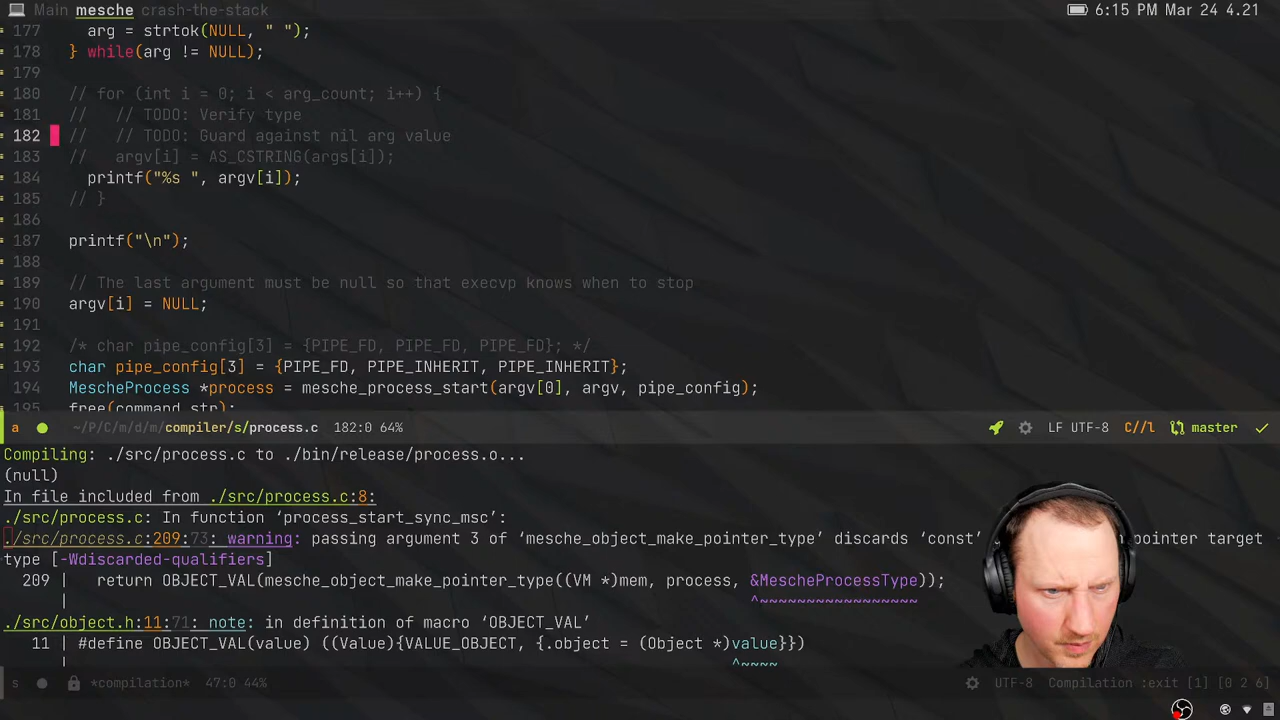 Main mesche crash-the-stack 6:15 PM Mar 24 4.21
177 arg = strtok(NULL, " ");
178 } while(arg != NULL);
179
180 // for (int i = 0; i < arg_count; i++) {
181 //   // TODO: Verify type
182 //   // TODO: Guard against nil arg value
183 //   argv[i] = AS_CSTRING(args[i]);
184 printf("%s ", argv[i]);
185 // }
186
187 printf("\n");
188
189 // The last argument must be null so that execvp knows when to stop
190 argv[i] = NULL;
191
192 /* char pipe_config[3] = {PIPE_FD, PIPE_FD, PIPE_FD}; */
193 char pipe_config[3] = {PIPE_FD, PIPE_INHERIT, PIPE_INHERIT};
194 MescheProcess *process = mesche_process_start(argv[0], argv, pipe_config);
195 free(command_str);
a ~/P/C/m/d/m/compiler/s/process.c 182:0 64% LF UTF-8 C//l master
Compiling: ./src/process.c to ./bin/release/process.o...
(null)
In file included from ./src/process.c:8:
./src/process.c: In function ‘process_start_sync_msc’:
./src/process.c:209:73: warning: passing argument 3 of ‘mesche_object_make_pointer_type’ discards ‘const’ pointer target
type [-Wdiscarded-qualifiers]
209 |   return OBJECT_VAL(mesche_object_make_pointer_type((VM *)mem, process, &MescheProcessType));
|                                                    ^~~~~~~~~~~~~~~~~~
./src/object.h:11:71: note: in definition of macro ‘OBJECT_VAL’
11 | #define OBJECT_VAL(value) ((Value){VALUE_OBJECT, {.object = (Object *)value}})
|                                                    ^~~~~
s *compilation* 47:0 44% UTF-8 Compilation :exit [1] [0 2 6]